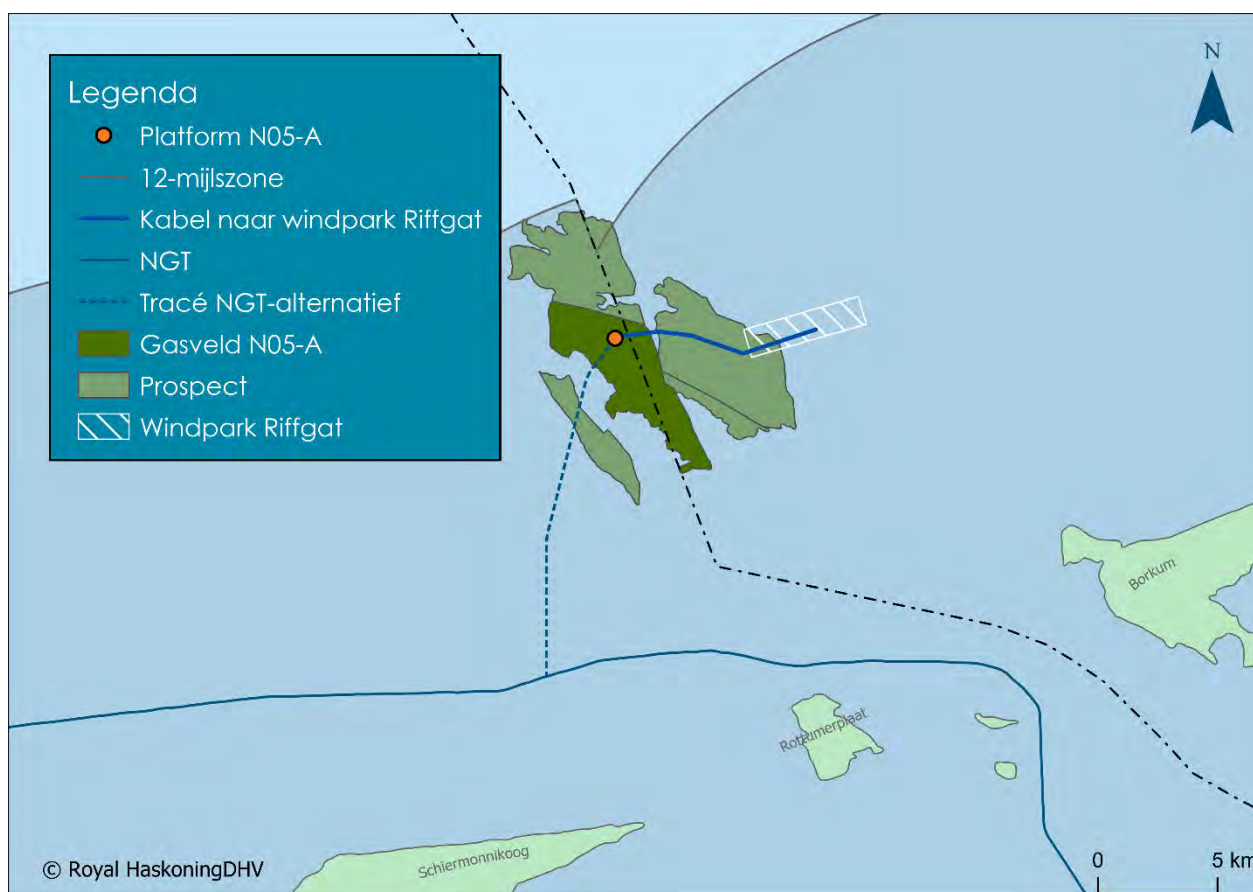 N
Legenda
Platform N05-A
12-mijlszone
Kabel naar windpark Riffgat
NGT
Tracé NGT-alternatief
Gasveld N05-A
Prospect
Windpark Riffgat
Borkum
Rottumerplaat
Schiermonnikoog
© Royal HaskoningDHV
0 5 km